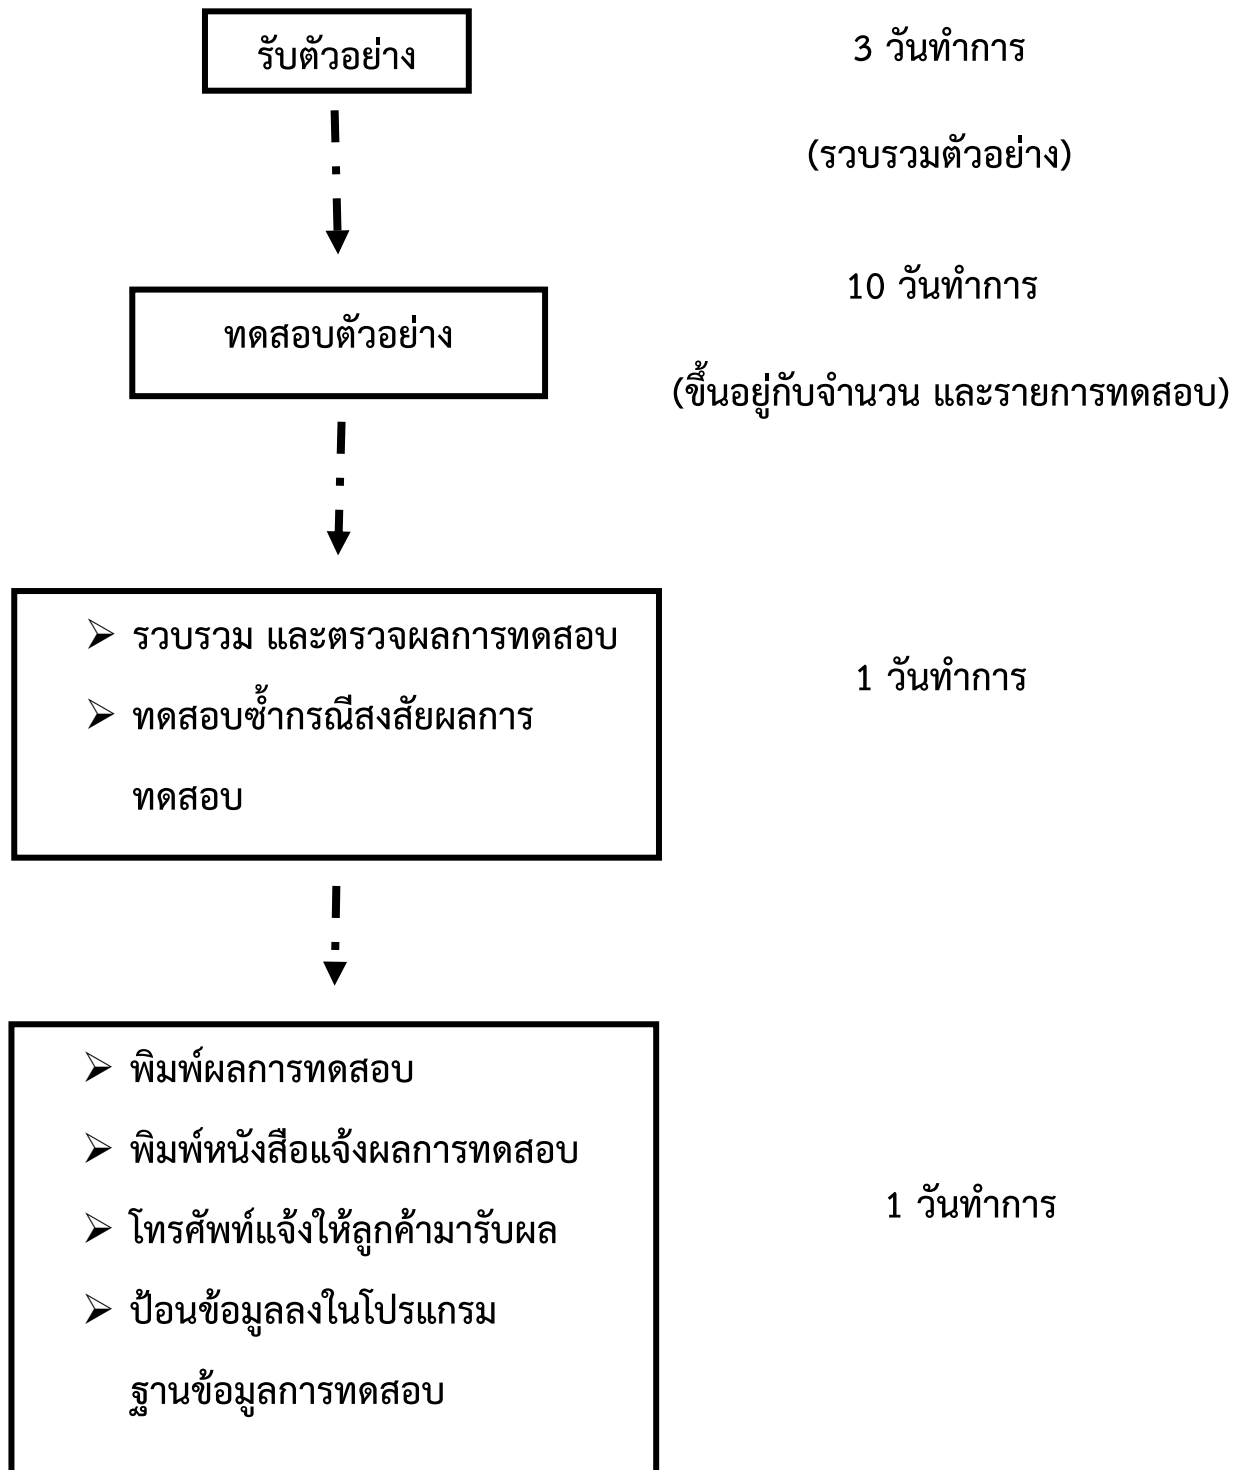 รับตัวอย่าง
3 วันทำการ
(รวบรวมตัวอย่าง)
ทดสอบตัวอย่าง
10 วันทำการ
(ขึ้นอยู่กับจำนวน และรายการทดสอบ)
➢ รวบรวม และตรวจผลการทดสอบ
➢ ทดสอบซ้ำกรณีสงสัยผลการ
ทดสอบ
1 วันทำการ
➢ พิมพ์ผลการทดสอบ
➢ พิมพ์หนังสือแจ้งผลการทดสอบ
➢ โทรศัพท์แจ้งให้ลูกค้ามารับผล
➢ ป้อนข้อมูลลงในโปรแกรม
ฐานข้อมูลการทดสอบ
1 วันทำการ